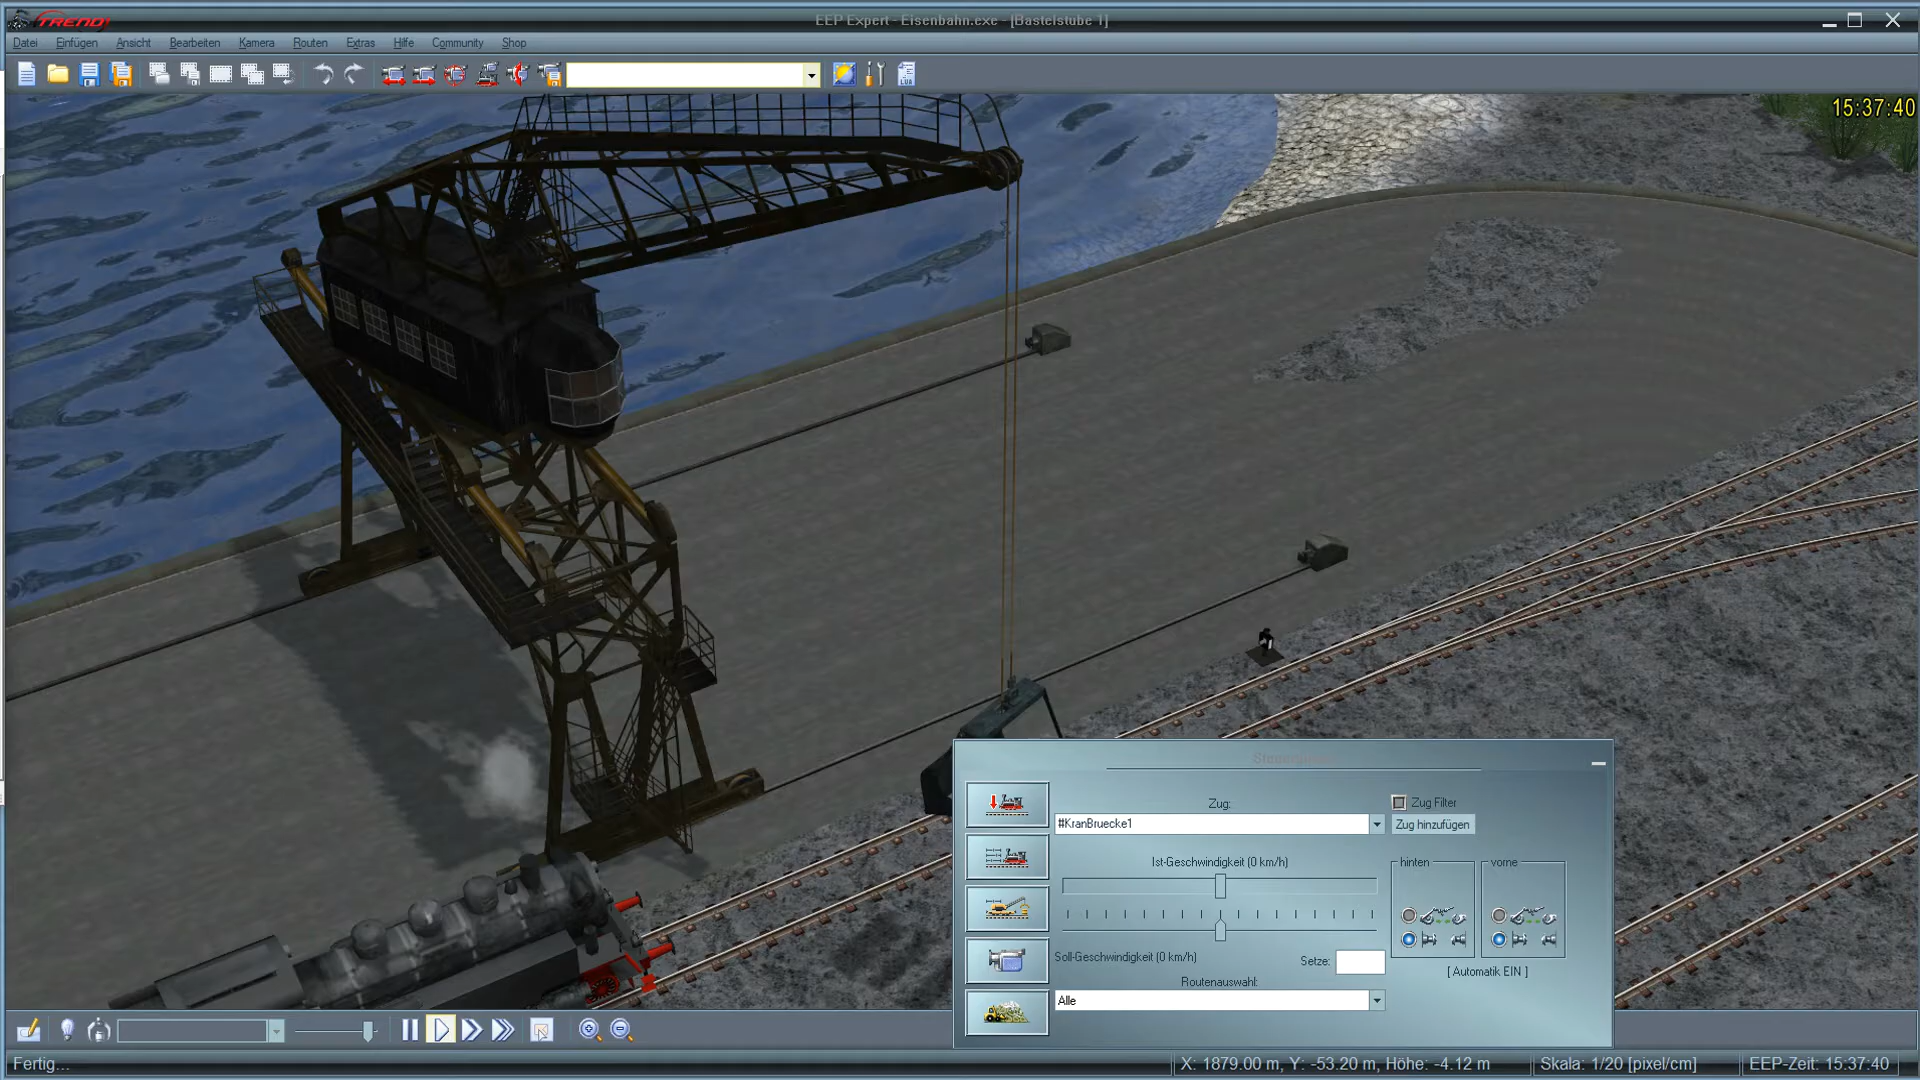 TREND!
EEP Expert - Eisenbahn.exe - [Bastelstube 1]
Datei Einfügen Ansicht Bearbeiten Kamera Routen Extras Hilfe Community Shop
LUA
15:37:40
Zug:
Zug Filter
#KranBruecke1
Zug hinzufügen
Ist-Geschwindigkeit (0 km/h)
hinten
vorne
Soll-Geschwindigkeit (0 km/h)
Setze:
[ Automatik EIN ]
Routenauswahl:
Alle
Fertig...
X: 1879.00 m, Y: -53.20 m, Höhe: -4.12 m
Skala: 1/20 [pixel/cm]
EEP-Zeit: 15:37:40